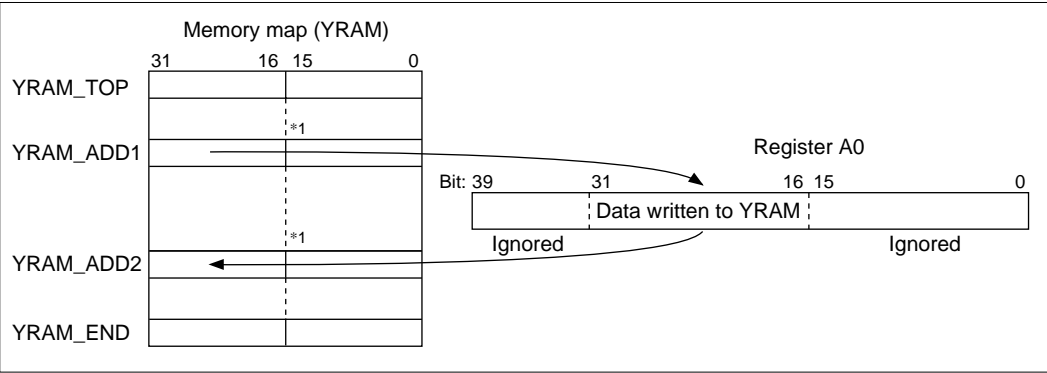 Memory map (YRAM)
31 16 15 0
YRAM_TOP
*1
YRAM_ADD1
Register A0
Bit: 39 31 16 15 0
Data written to YRAM
*1
Ignored Ignored
YRAM_ADD2
YRAM_END